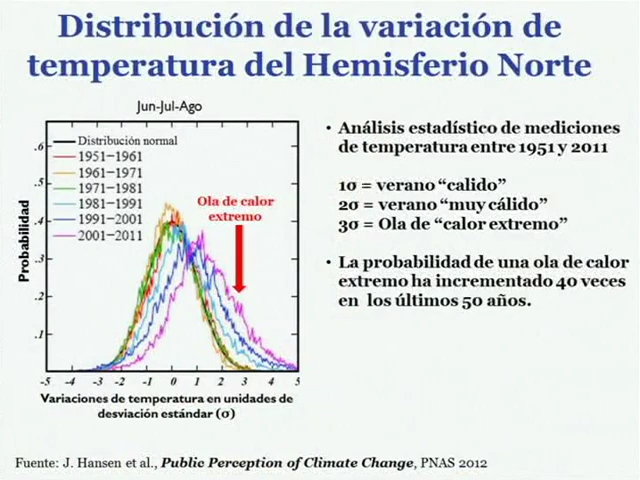 Distribución de la variación de
temperatura del Hemisferio Norte
Jun-Jul-Ago
Probabilidad
.6
.5
.4
.3
.2
.1
Distribución normal
1951–1961
1961–1971
1971–1981
1981–1991
1991–2001
2001–2011
Ola de calor
extremo
-5 -4 -3 -2 -1 0 1 2 3 4 5
Variaciones de temperatura en unidades de
desviación estándar (σ)
• Análisis estadístico de mediciones
de temperatura entre 1951 y 2011
1σ = verano “calido”
2σ = verano “muy cálido”
3σ = Ola de “calor extremo”
• La probabilidad de una ola de calor
extremo ha incrementado 40 veces
en los últimos 50 años.
Fuente: J. Hansen et al., Public Perception of Climate Change, PNAS 2012